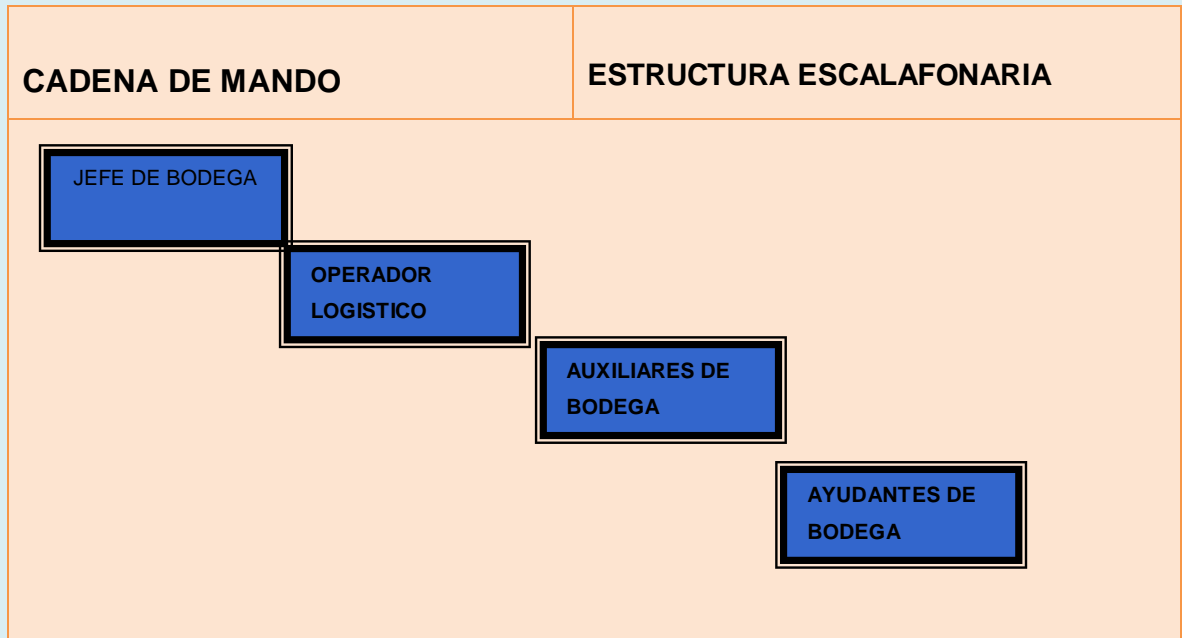 CADENA DE MANDO
ESTRUCTURA ESCALAFONARIA
JEFE DE BODEGA
OPERADOR
LOGISTICO
AUXILIARES DE
BODEGA
AYUDANTES DE
BODEGA